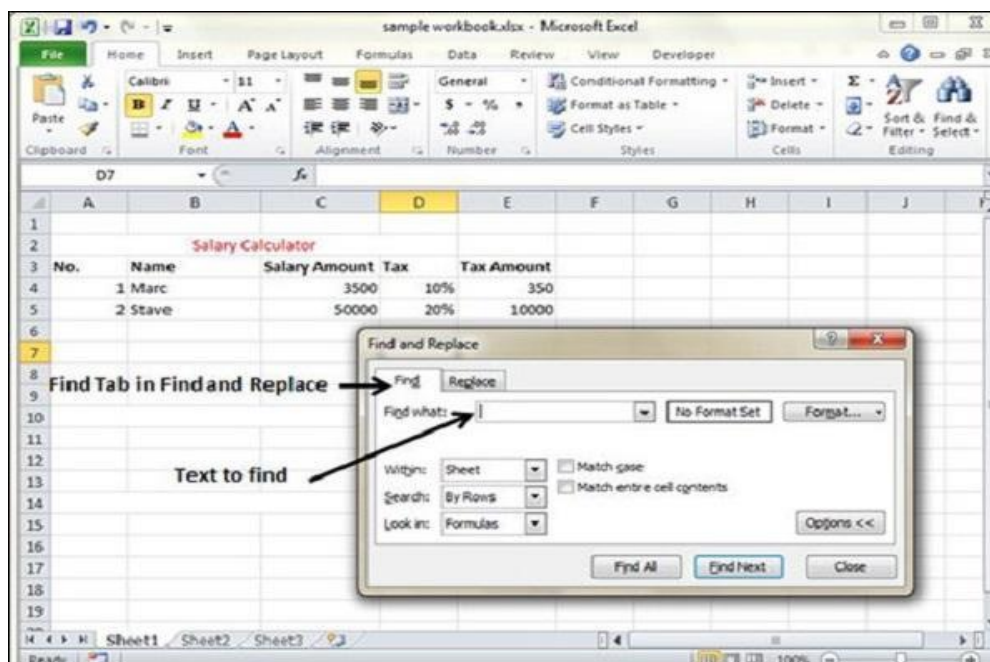 sample workbook.xlsx - Microsoft Excel
File Home Insert Page Layout Formulas Data Review View Developer
Calibri 11 General Conditional Formatting Insert Σ
Paste B I U A A $ % , Format as Table Delete Sort & Find &
A Cell Styles Format Filter Select
Clipboard Font Alignment Number Styles Cells Editing
D7 fx
A B C D E F G H I J
1
2 Salary Calculator
3 No. Name Salary Amount Tax Tax Amount
4 1 Marc 3500 10% 350
5 2 Stave 50000 20% 10000
6
7
8
9
10
11
12
13
14
15
16
17
18
19
Find and Replace
Find Tab in Find and Replace
Find Replace
Find what: No Format Set Format...
Text to find
Within: Sheet Match case
Match entire cell contents
Search: By Rows
Look in: Formulas Options <<
Find All Find Next Close
Sheet1 Sheet2 Sheet3
Ready 100%